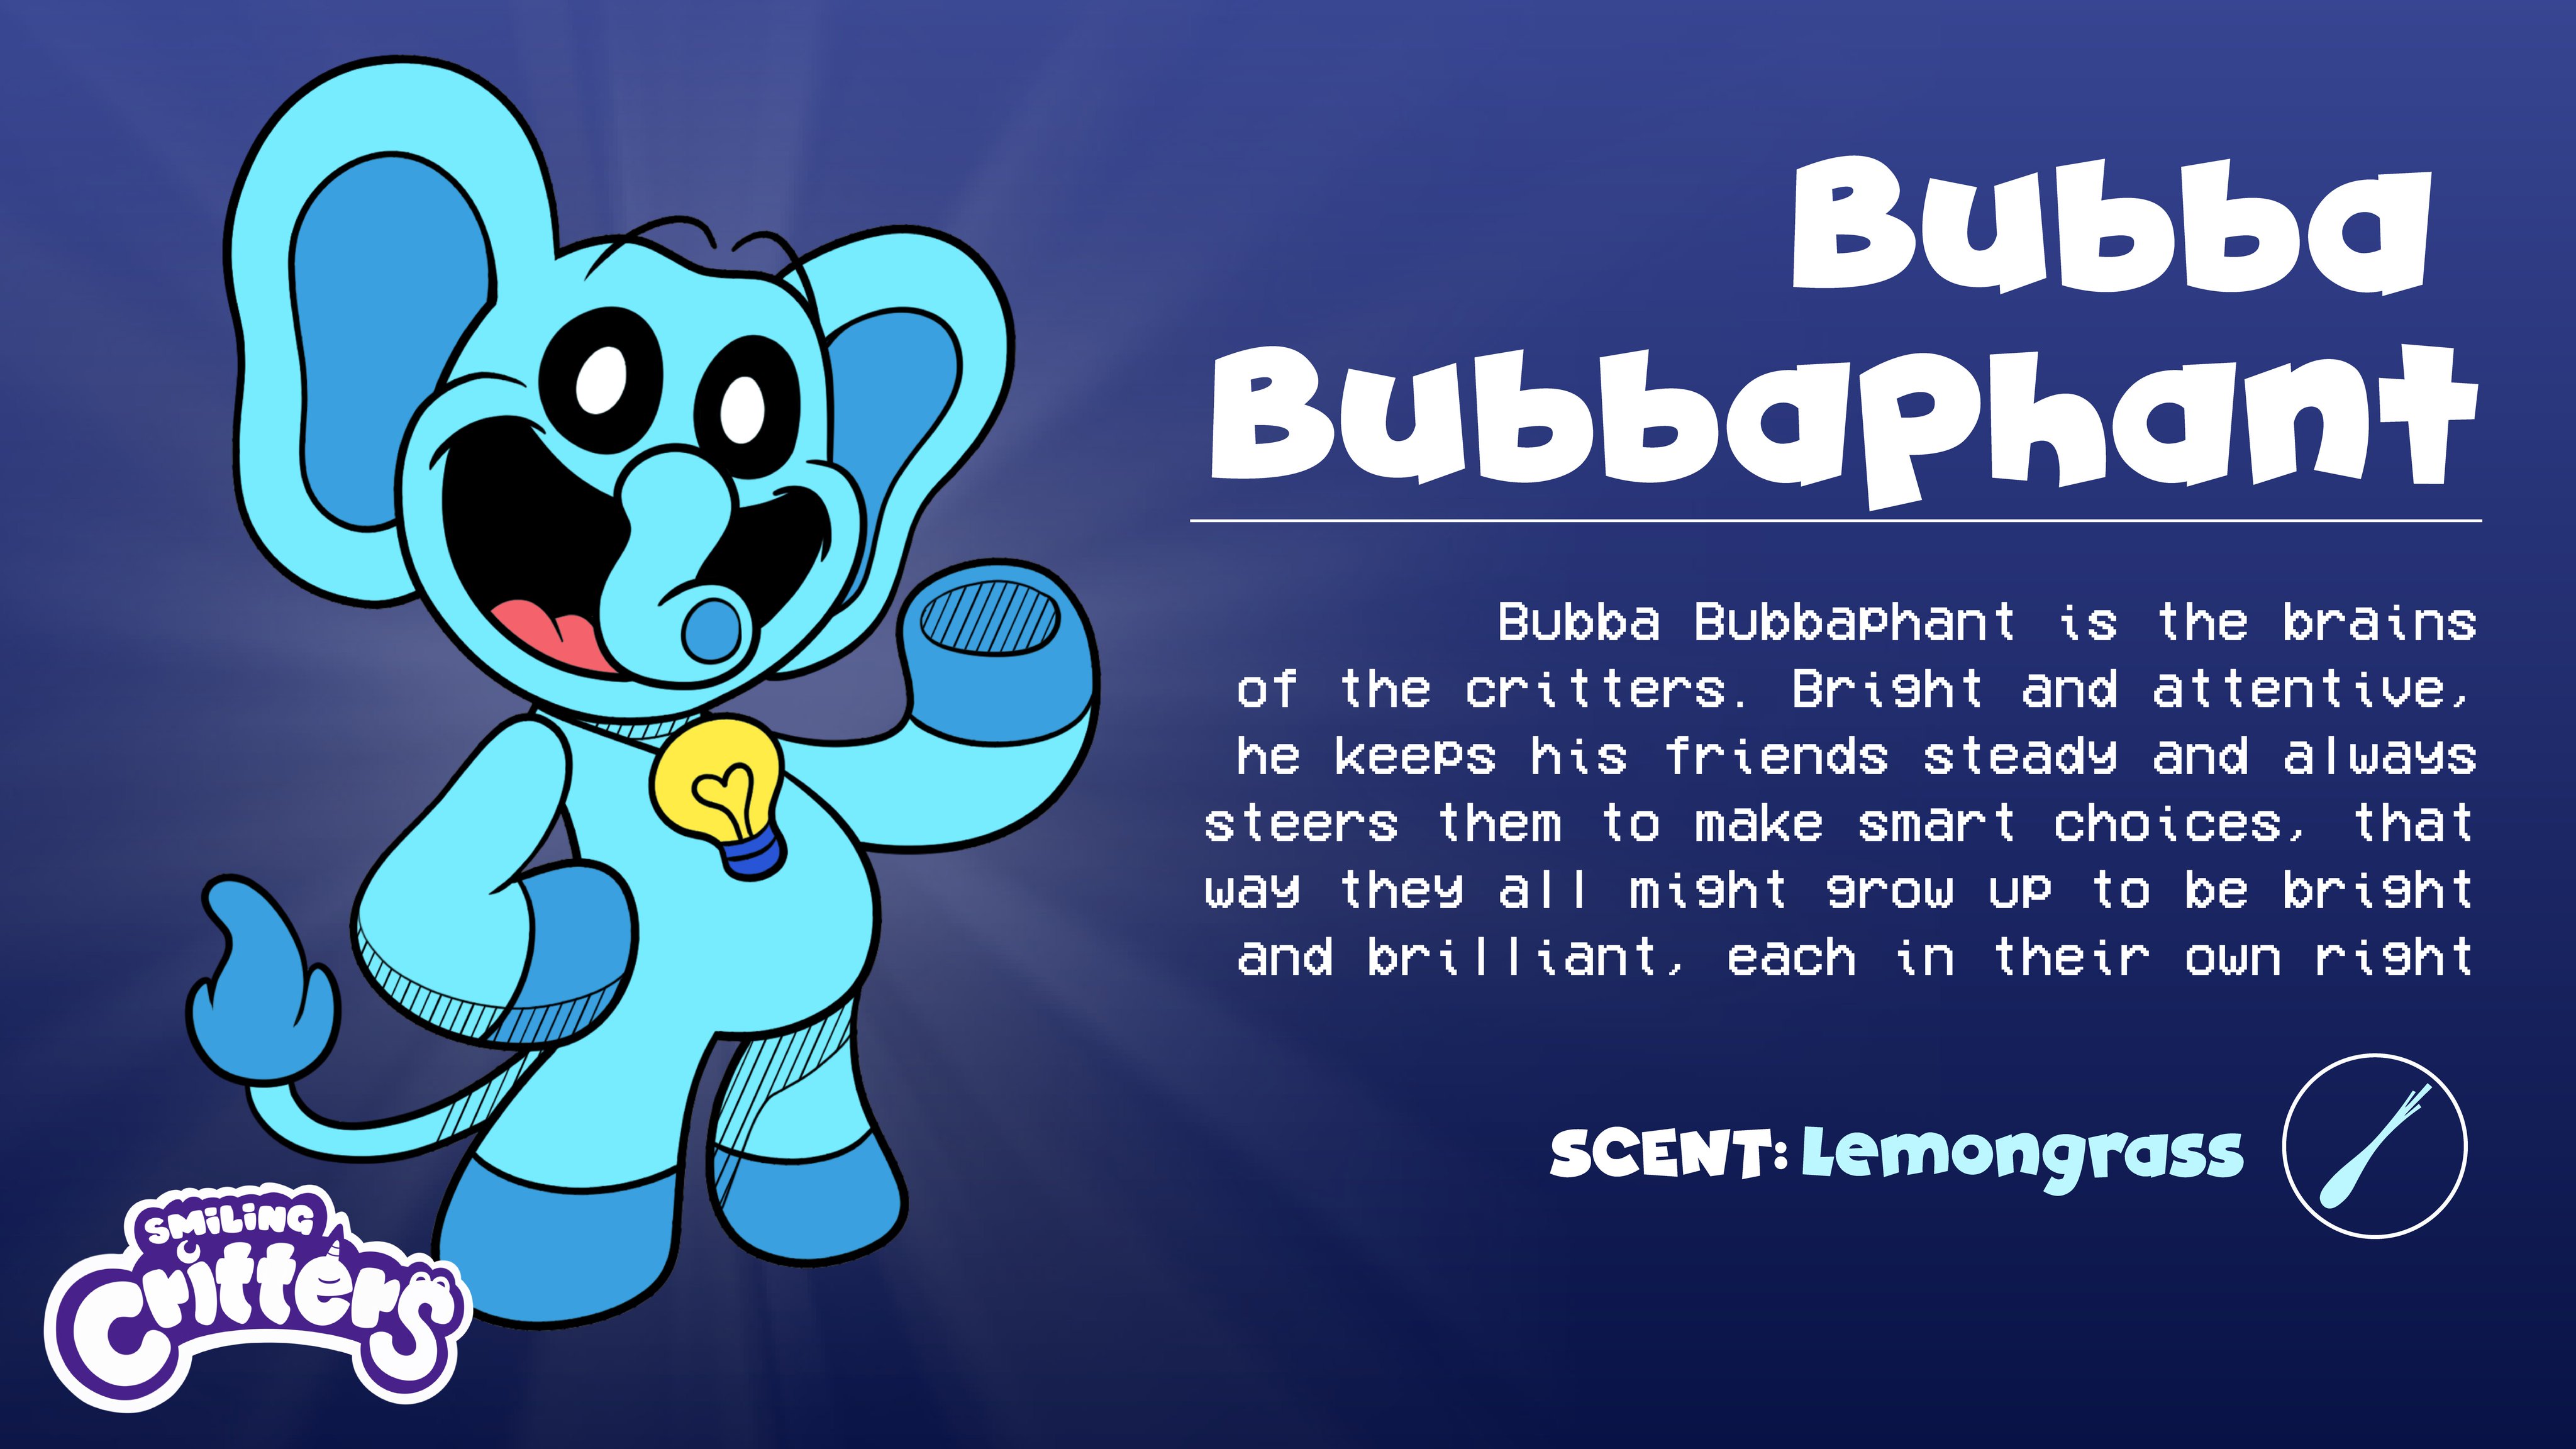 Bubba
Bubbaphant
Bubba Bubbaphant is the brains
of the critters. Bright and attentive,
he keeps his friends steady and always
steers them to make smart choices, that
way they all might grow up to be bright
and brilliant, each in their own right
SCENT: Lemongrass
SMiLiNG
Critters